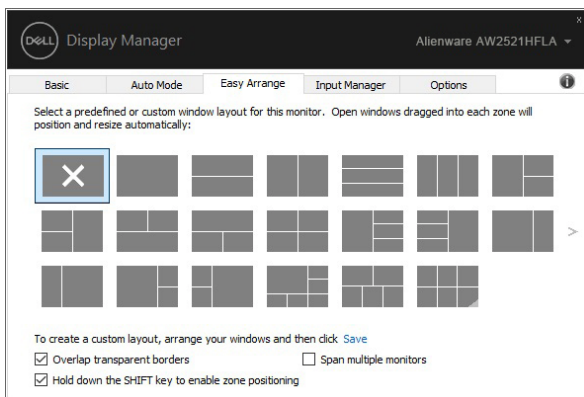 DELL Display Manager
Alienware AW2521HFLA
Basic Auto Mode Easy Arrange Input Manager Options
Select a predefined or custom window layout for this monitor. Open windows dragged into each zone will
position and resize automatically:
To create a custom layout, arrange your windows and then click Save
Overlap transparent borders Span multiple monitors
Hold down the SHIFT key to enable zone positioning